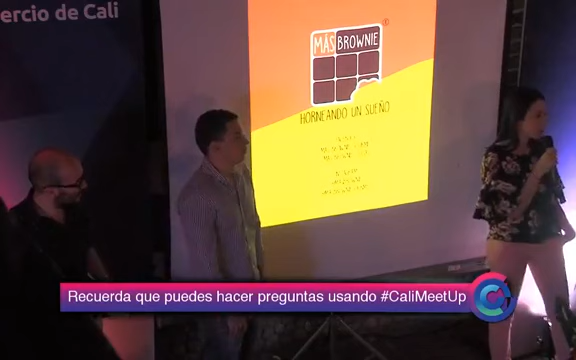 ercio de Cali
MÁS BROWNIE
HORNEANDO UN SUEÑO
Recuerda que puedes hacer preguntas usando #CaliMeetUp